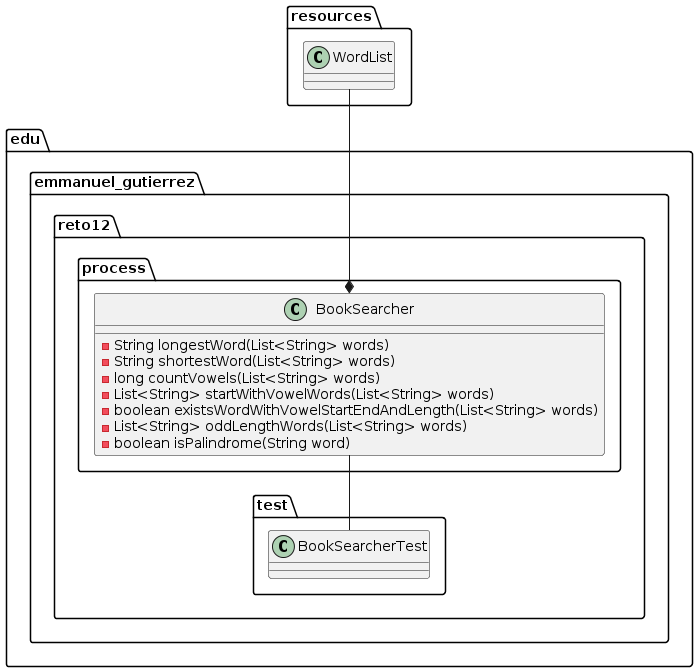 resources
C WordList
edu
emmanuel_gutierrez
reto12
process
C BookSearcher
String longestWord(List<String> words)
String shortestWord(List<String> words)
long countVowels(List<String> words)
List<String> startWithVowelWords(List<String> words)
boolean existsWordWithVowelStartEndAndLength(List<String> words)
List<String> oddLengthWords(List<String> words)
boolean isPalindrome(String word)
test
C BookSearcherTest